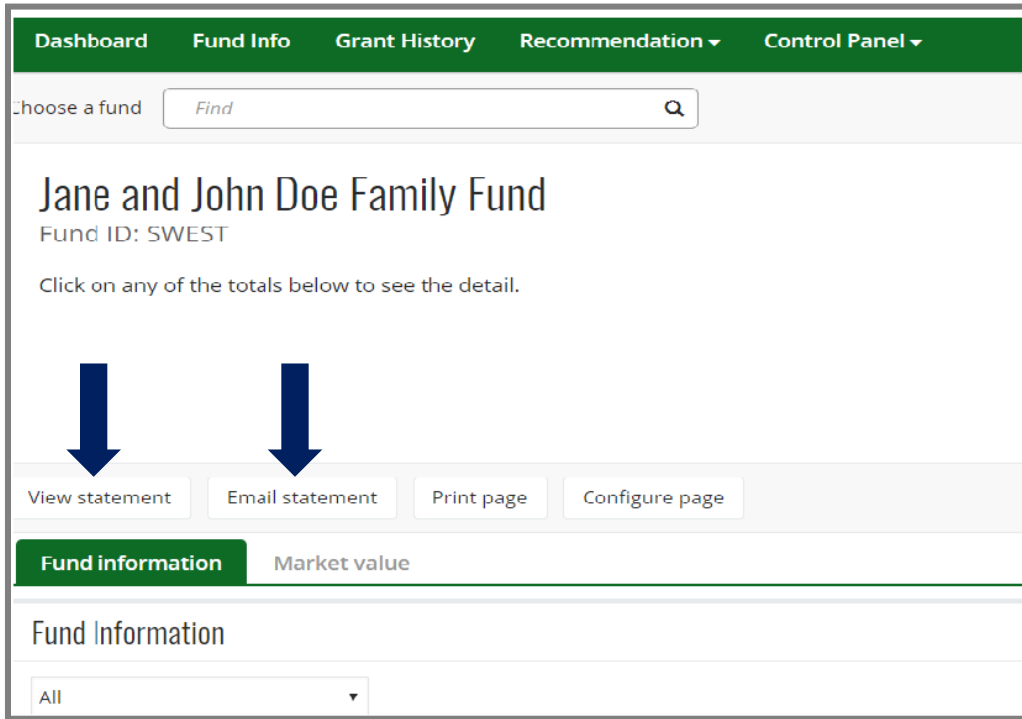 Dashboard Fund Info Grant History Recommendation Control Panel
Choose a fund Find
Jane and John Doe Family Fund
Fund ID: SWEST
Click on any of the totals below to see the detail.
View statement Email statement Print page Configure page
Fund information Market value
Fund Information
All